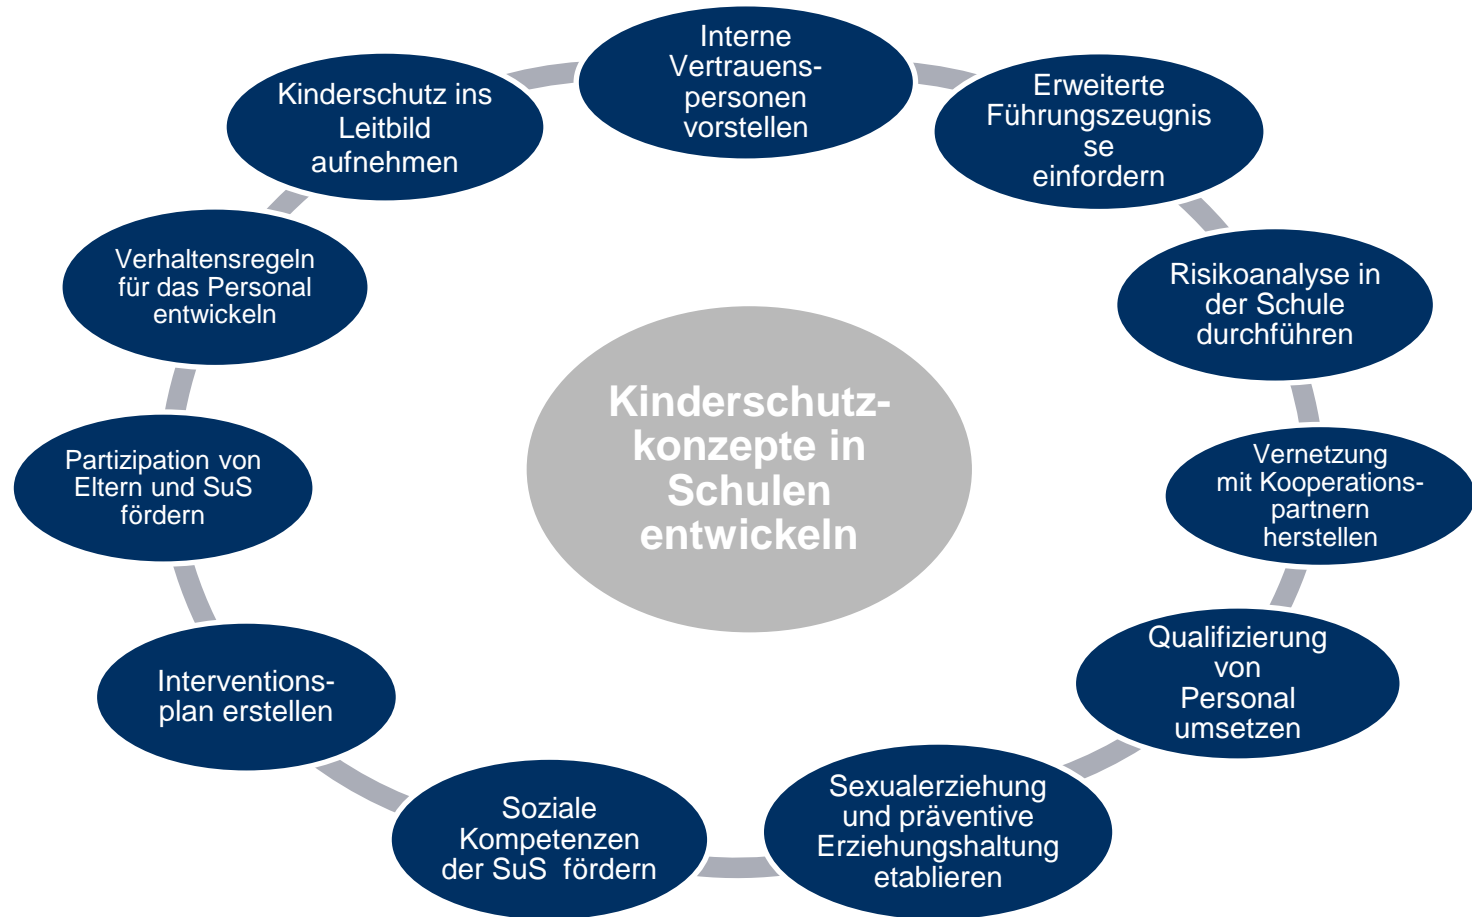 Interne
Vertrauens-
personen
vorstellen
Erweiterte
Führungszeugnis
se
einfordern
Risikoanalyse in
der Schule
durchführen
Vernetzung
mit Kooperations-
partnern
herstellen
Qualifizierung
von
Personal
umsetzen
Sexualerziehung
und präventive
Erziehungshaltung
etablieren
Soziale
Kompetenzen
der SuS fördern
Interventions-
plan erstellen
Partizipation von
Eltern und SuS
fördern
Verhaltensregeln
für das Personal
entwickeln
Kinderschutz ins
Leitbild
aufnehmen
Kinderschutz-
konzepte in
Schulen
entwickeln